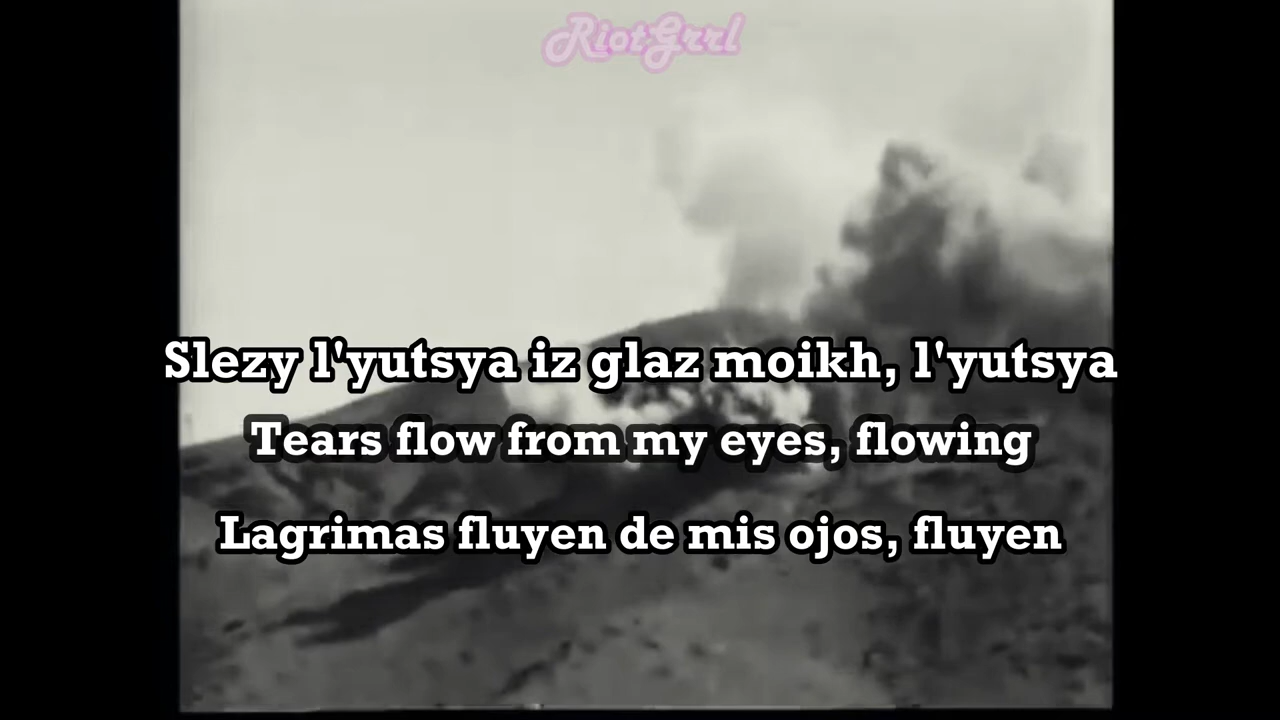 RiotGrrl
Slezy l'yutsya iz glaz moikh, l'yutsya
Tears flow from my eyes, flowing
Lagrimas fluyen de mis ojos, fluyen